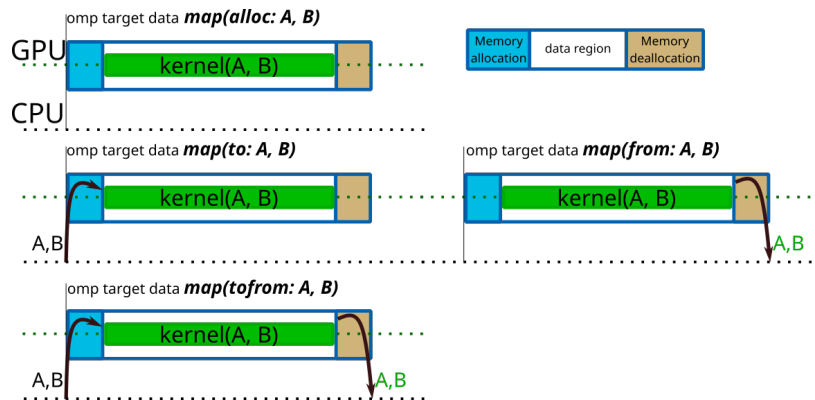 omp target data map(alloc: A, B)
GPU
kernel(A, B)
CPU
Memory allocation
data region
Memory deallocation
omp target data map(to: A, B)
kernel(A, B)
A,B
omp target data map(from: A, B)
kernel(A, B)
A,B
omp target data map(tofrom: A, B)
kernel(A, B)
A,B
A,B